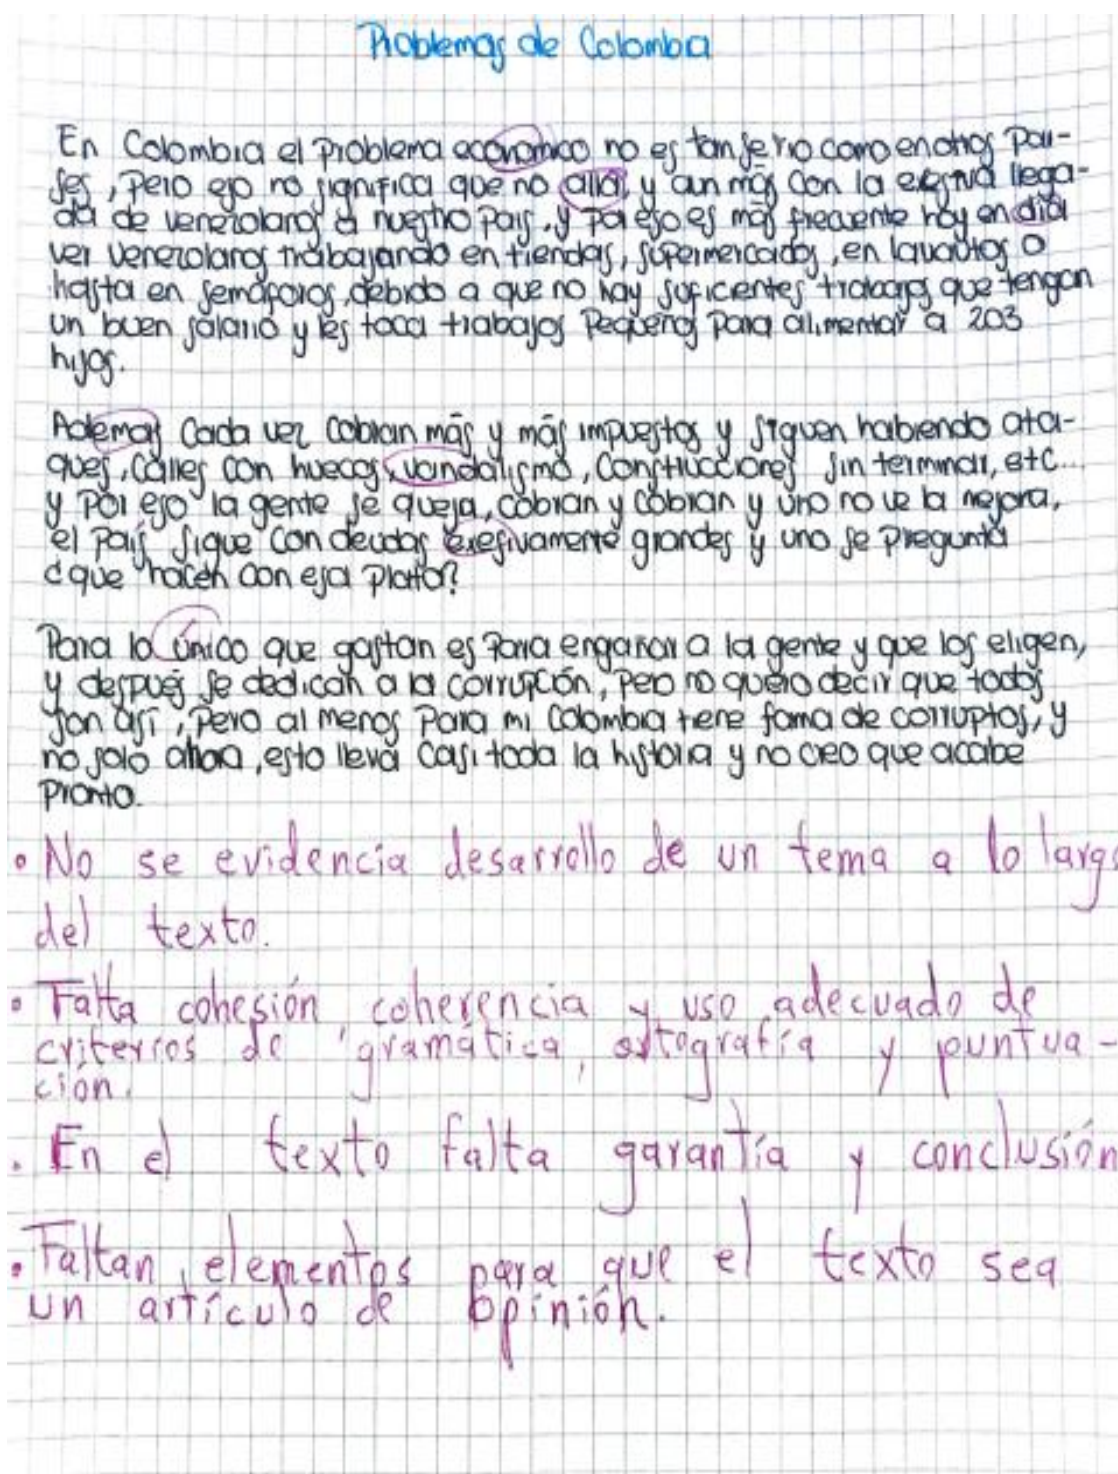 Problemas de Colombia
En Colombia el Problema economico no es tan serio como en otros pai-
ses, pero eso no significa que no alla, y aun más con la exesiva llega-
da de venezolanos a nuestro país, y por eso es más frecuente hoy en dia
ver venezolanos trabajando en tiendas, supermercados, en lavautos o
hasta en semáforos, debido a que no hay suficientes trabajos que tengan
un buen salario y les toca trabajos Pequeños para alimentar a 2o3
hijos.
Ademas Cada vez Cobran más y más impuestos y siguen habiendo ata-
ques, Calles con huecos, vandalismo, Construcciones sin terminar, etc...
y Por eso la gente se queja, cobran y cobran y uno no ve la mejora,
el País sigue con deudas exesivamente grandes y uno se pregunta
¿que hacen con esa plata?
Para lo único que gastan es Para engañar a la gente y que los eligen,
y después se dedican a la corrupción, pero no quiero decir que todos
son así, Pero al menos Para mi Colombia tiene fama de corruptos, y
no solo ahora, esto lleva Casi toda la historia y no creo que acabe
Pronto.
• No se evidencia desarrollo de un tema a lo largo
del texto.
• Falta cohesión, coherencia y uso adecuado de
criterios de gramática, ortografía y puntua-
ción.
• En el texto falta garantía y conclusión
• Faltan elementos para que el texto sea
un artículo de opinión.